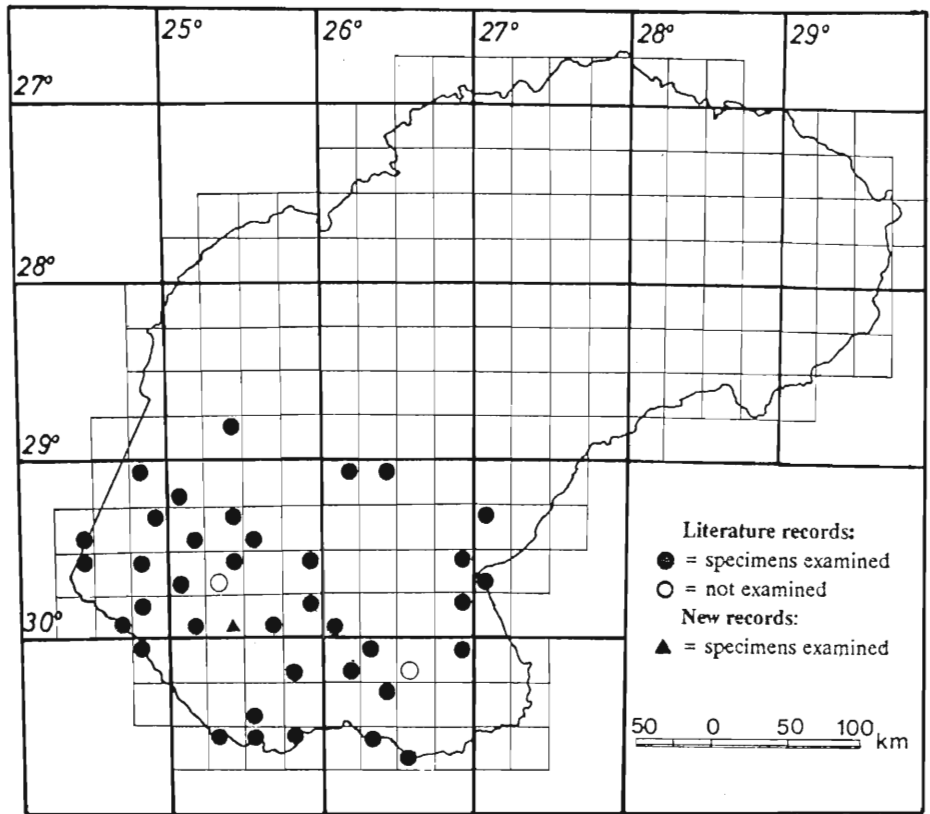 25° 26° 27° 28° 29°
27°
28°
29°
30°
Literature records:
= specimens examined
= not examined
New records:
= specimens examined
50 0 50 100 km